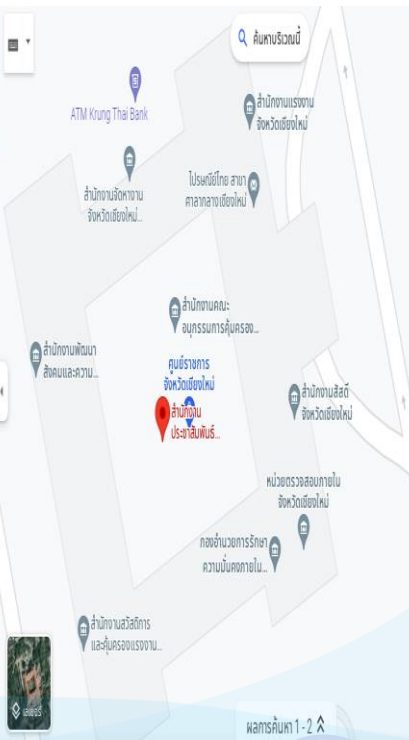 ค้นหาบริเวณนี้
ATM Krung Thai Bank
สำนักงานแรงงาน
จังหวัดเชียงใหม่
สำนักงานจัดหางาน
จังหวัดเชียงใหม่...
ไปรษณีย์ไทย สาขา
ศาลากลางเชียงใหม่
สำนักงานคณะ
อนุกรรมการคุ้มครอง...
สำนักงานพัฒนา
สังคมและความ...
ศูนย์ราชการ
จังหวัดเชียงใหม่
สำนักงาน
ประชาสัมพันธ์...
สำนักงานสัสดี
จังหวัดเชียงใหม่
หน่วยตรวจสอบภายใน
จังหวัดเชียงใหม่
กองอำนวยการรักษา
ความมั่นคงภายใน...
สำนักงานสวัสดิการ
และคุ้มครองแรงงาน...
เลเยอร์
ผลการค้นหา 1 - 2